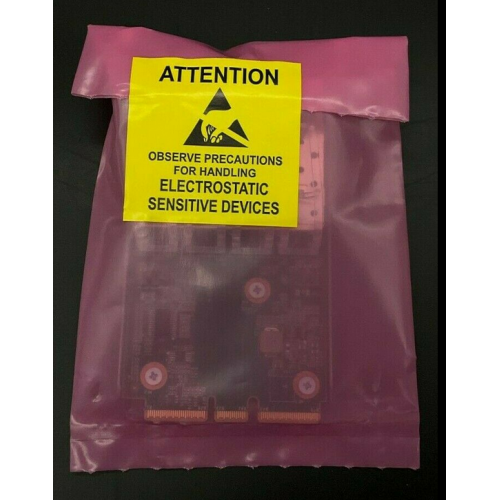 ATTENTION
OBSERVE PRECAUTIONS
FOR HANDLING
ELECTROSTATIC
SENSITIVE DEVICES